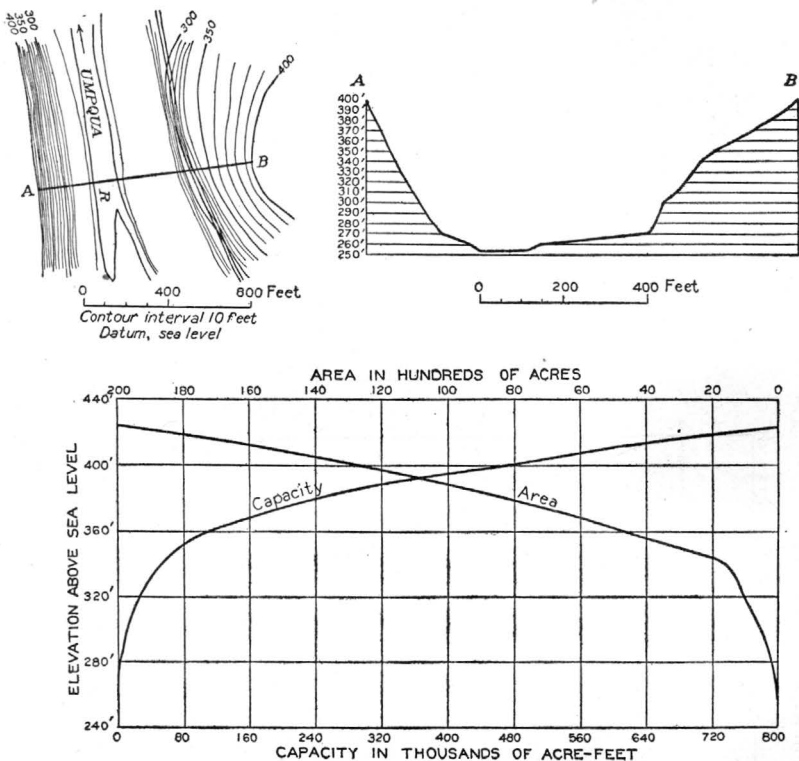 400
350
300
UMPQUA
R
300
350
400
A
B
0 400 800 Feet
Contour interval 10 feet
Datum, sea level
A
B
400'
390'
380'
370'
360'
350'
340'
330'
320'
310'
300'
290'
280'
270'
260'
250'
0 200 400 Feet
AREA IN HUNDREDS OF ACRES
200 180 160 140 120 100 80 60 40 20 0
ELEVATION ABOVE SEA LEVEL
440'
400'
360'
320'
280'
240'
Capacity
Area
0 80 160 240 320 400 480 560 640 720 800
CAPACITY IN THOUSANDS OF ACRE-FEET